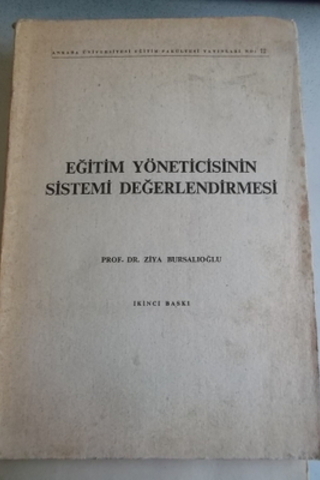 ANKARA ÜNİVERSİTESİ EĞİTİM FAKÜLTESİ YAYINLARI NO: 12
EĞİTİM YÖNETİCİSİNİN
SİSTEMİ DEĞERLENDİRMESİ
PROF. DR. ZİYA BURSALIOĞLU
İKİNCİ BASKI